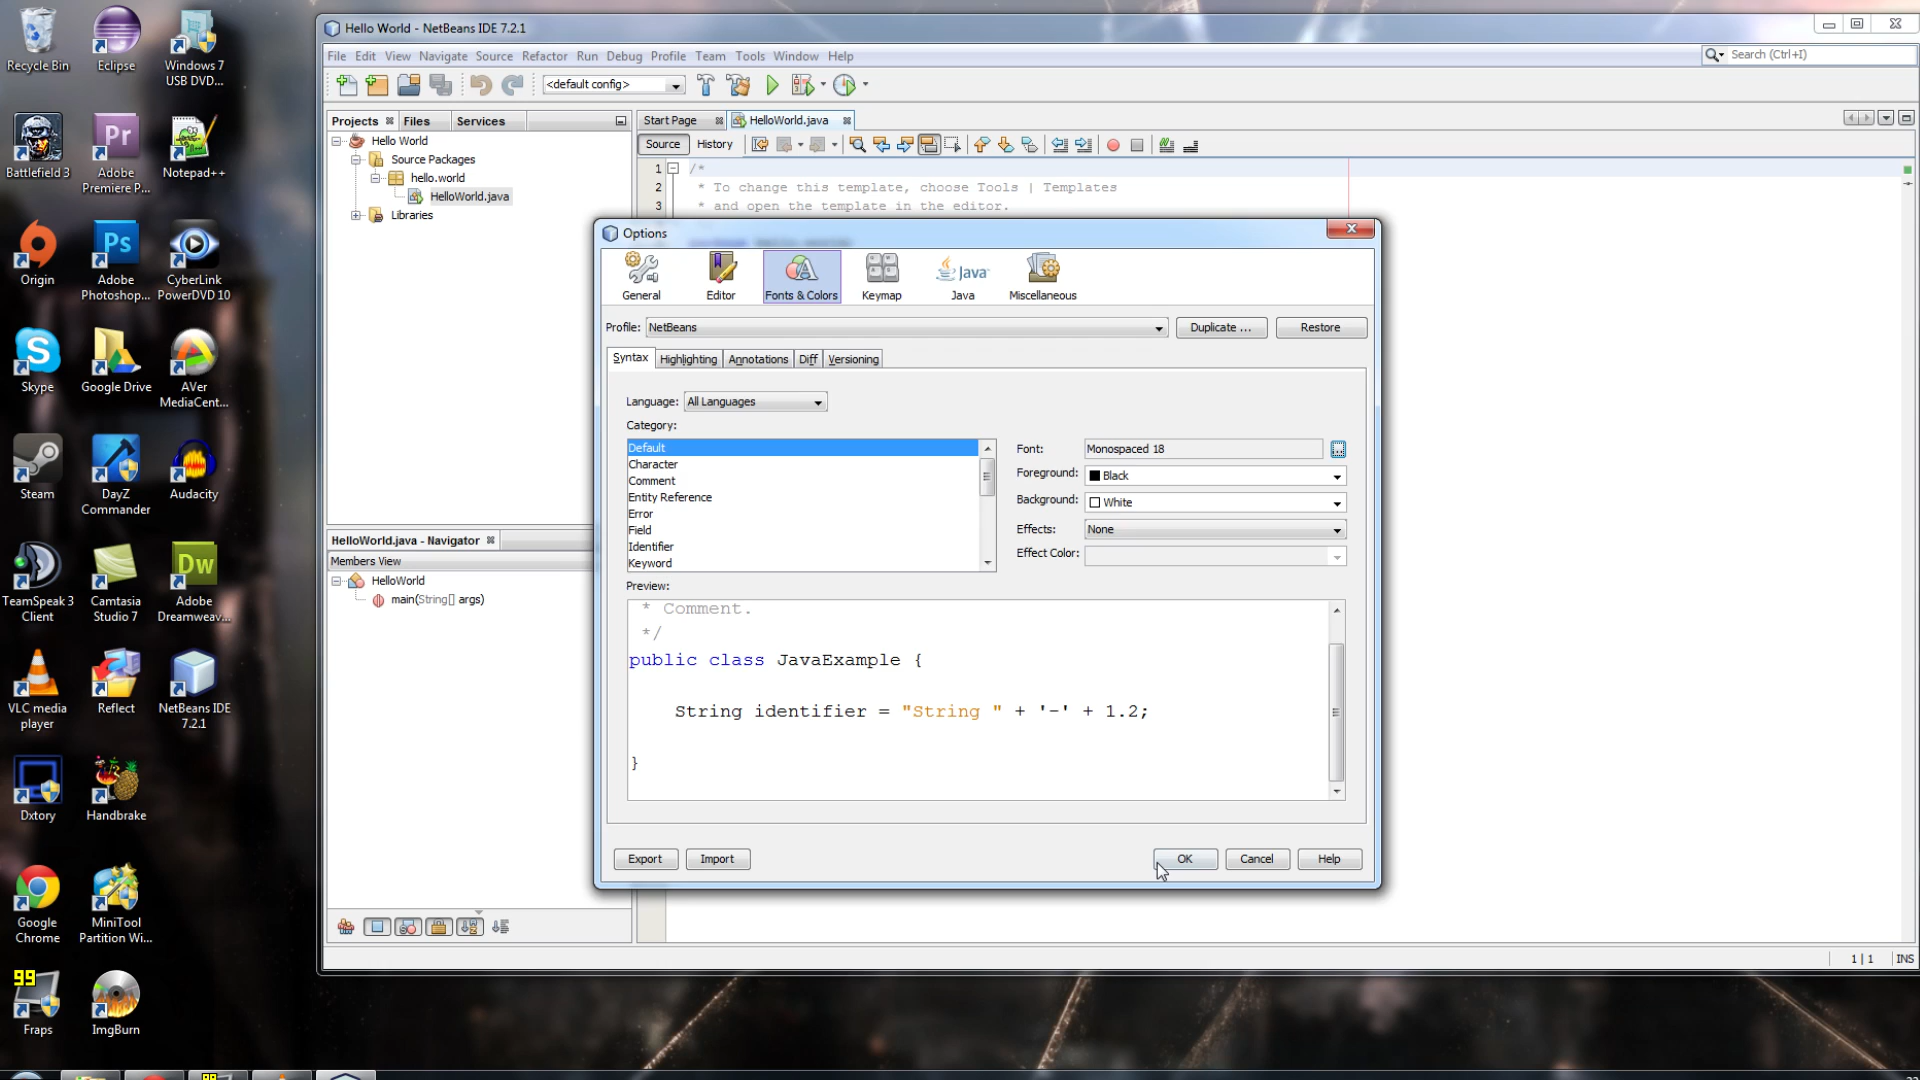 Recycle Bin
Eclipse
Windows 7
USB DVD...
Battlefield 3
Adobe
Premiere P...
Notepad++
Origin
Adobe
Photoshop...
CyberLink
PowerDVD 10
Skype
Google Drive
AVer
MediaCent...
Steam
DayZ
Commander
Audacity
TeamSpeak 3
Client
Camtasia
Studio 7
Adobe
Dreamweav...
VLC media
player
Reflect
NetBeans IDE
7.2.1
Dxtory
Handbrake
Google
Chrome
MiniTool
Partition Wi...
99
Fraps
ImgBurn
Hello World - NetBeans IDE 7.2.1
File Edit View Navigate Source Refactor Run Debug Profile Team Tools Window Help
Search (Ctrl+I)
<default config>
Projects Files Services
Hello World
Source Packages
hello.world
HelloWorld.java
Libraries
HelloWorld.java - Navigator
Members View
HelloWorld
main(String[] args)
Start Page HelloWorld.java
Source History
1 /*
2 * To change this template, choose Tools | Templates
3 * and open the template in the editor.
Options
General Editor Fonts & Colors Keymap Java Miscellaneous
Profile: NetBeans Duplicate ... Restore
Syntax Highlighting Annotations Diff Versioning
Language: All Languages
Category:
Default
Character
Comment
Entity Reference
Error
Field
Identifier
Keyword
Font: Monospaced 18 ...
Foreground: Black
Background: White
Effects: None
Effect Color:
Preview:
* Comment.
*/
public class JavaExample {
String identifier = "String " + '-' + 1.2;
}
Export Import OK Cancel Help
1 | 1 INS